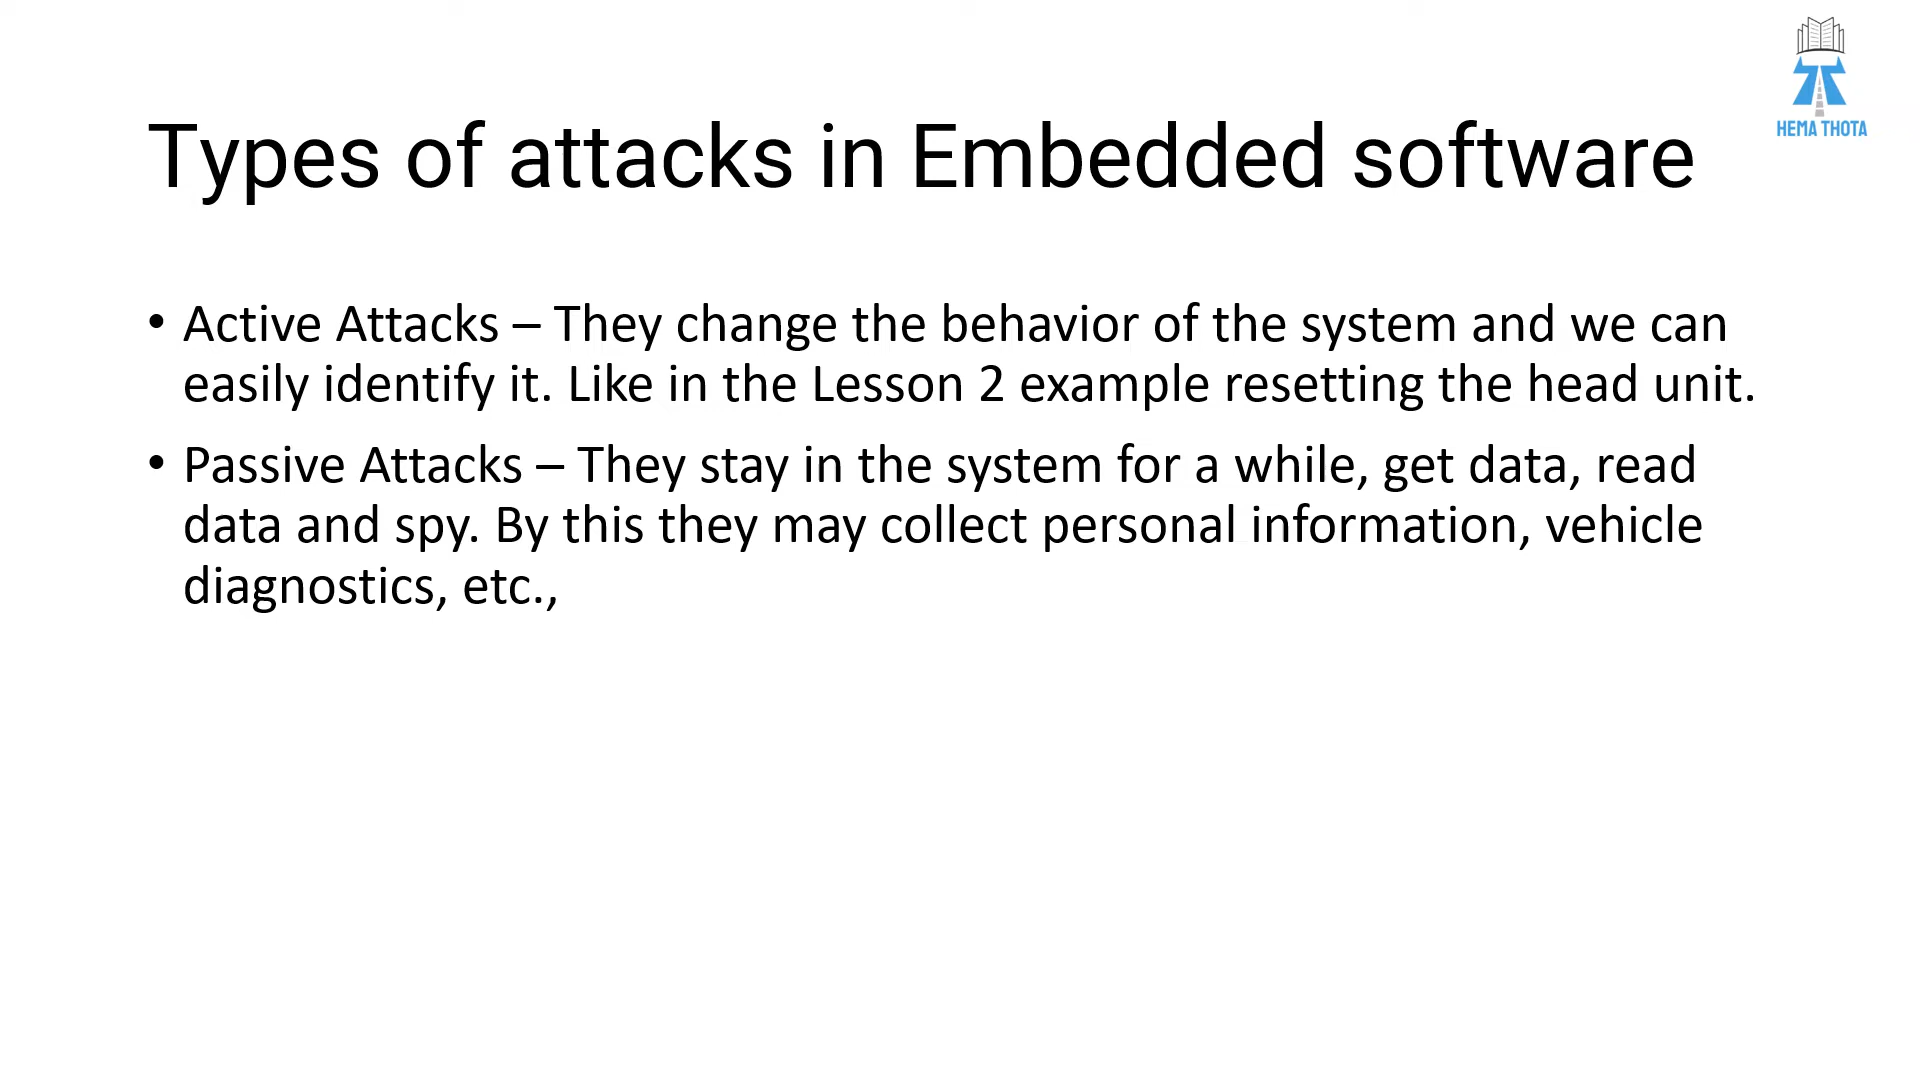 HEMA THOTA
Types of attacks in Embedded software
• Active Attacks – They change the behavior of the system and we can
easily identify it. Like in the Lesson 2 example resetting the head unit.
• Passive Attacks – They stay in the system for a while, get data, read
data and spy. By this they may collect personal information, vehicle
diagnostics, etc.,